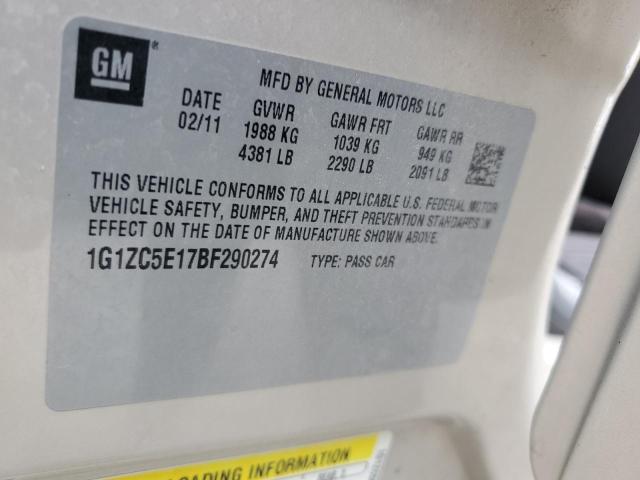 GM
MFD BY GENERAL MOTORS LLC
DATE GVWR GAWR FRT GAWR RR
02/11 1988 KG 1039 KG 949 KG
4381 LB 2290 LB 2091 LB
THIS VEHICLE CONFORMS TO ALL APPLICABLE U.S. FEDERAL MOTOR
VEHICLE SAFETY, BUMPER, AND THEFT PREVENTION STANDARDS IN
EFFECT ON THE DATE OF MANUFACTURE SHOWN ABOVE.
1G1ZC5E17BF290274 TYPE: PASS CAR
LOADING INFORMATION